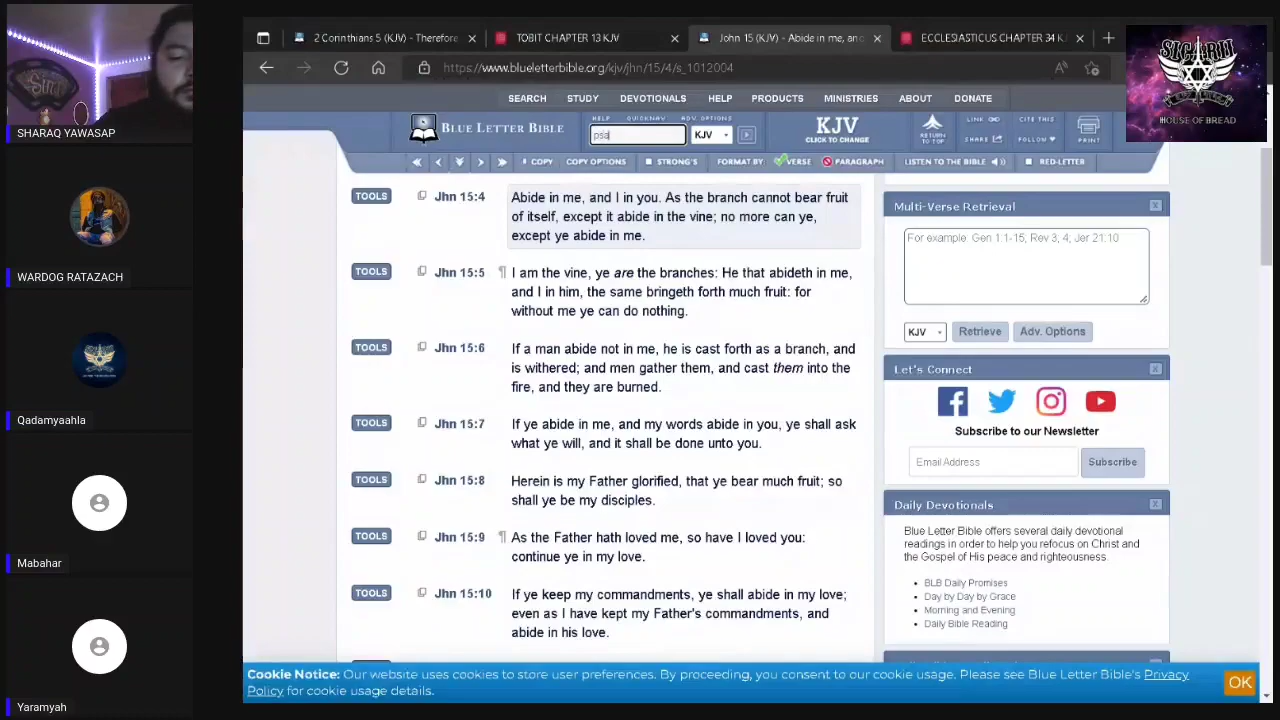 SHARAQ YAWASAP
WARDOG RATAZACH
Qadamyaahla
Mabahar
Yaramyah
2 Corinthians 5 (KJV) - Therefore
TOBIT CHAPTER 13 KJV
John 15 (KJV) - Abide in me, and
ECCLESIASTICUS CHAPTER 34 K
https://www.blueletterbible.org/kjv/jhn/15/4/s_1012004
SICARII
HOUSE OF BREAD
SEARCH STUDY DEVOTIONALS HELP PRODUCTS MINISTRIES ABOUT DONATE
HELP QUICKNAV ADV. OPTIONS
BLUE LETTER BIBLE
psa
KJV
KJV
CLICK TO CHANGE
RETURN
TO TOP
LINK
SHARE
CITE THIS
FOLLOW
PRINT
COPY COPY OPTIONS STRONG'S FORMAT BY VERSE PARAGRAPH LISTEN TO THE BIBLE RED-LETTER
TOOLS Jhn 15:4 Abide in me, and I in you. As the branch cannot bear fruit
of itself, except it abide in the vine; no more can ye,
except ye abide in me.
TOOLS Jhn 15:5 ¶ I am the vine, ye are the branches: He that abideth in me,
and I in him, the same bringeth forth much fruit: for
without me ye can do nothing.
TOOLS Jhn 15:6 If a man abide not in me, he is cast forth as a branch, and
is withered; and men gather them, and cast them into the
fire, and they are burned.
TOOLS Jhn 15:7 If ye abide in me, and my words abide in you, ye shall ask
what ye will, and it shall be done unto you.
TOOLS Jhn 15:8 Herein is my Father glorified, that ye bear much fruit; so
shall ye be my disciples.
TOOLS Jhn 15:9 ¶ As the Father hath loved me, so have I loved you:
continue ye in my love.
TOOLS Jhn 15:10 If ye keep my commandments, ye shall abide in my love;
even as I have kept my Father's commandments, and
abide in his love.
Multi-Verse Retrieval
For example Gen 1:1-15; Rev 3, 4; Jer 21:10
KJV Retrieve Adv. Options
Let's Connect
Subscribe to our Newsletter
Email Address Subscribe
Daily Devotionals
Blue Letter Bible offers several daily devotional
readings in order to help you refocus on Christ and
the Gospel of His peace and righteousness.
BLB Daily Promises
Day by Day by Grace
Morning and Evening
Daily Bible Reading
Cookie Notice: Our website uses cookies to store user preferences. By proceeding, you consent to our cookie usage. Please see Blue Letter Bible's Privacy
Policy for cookie usage details.
OK